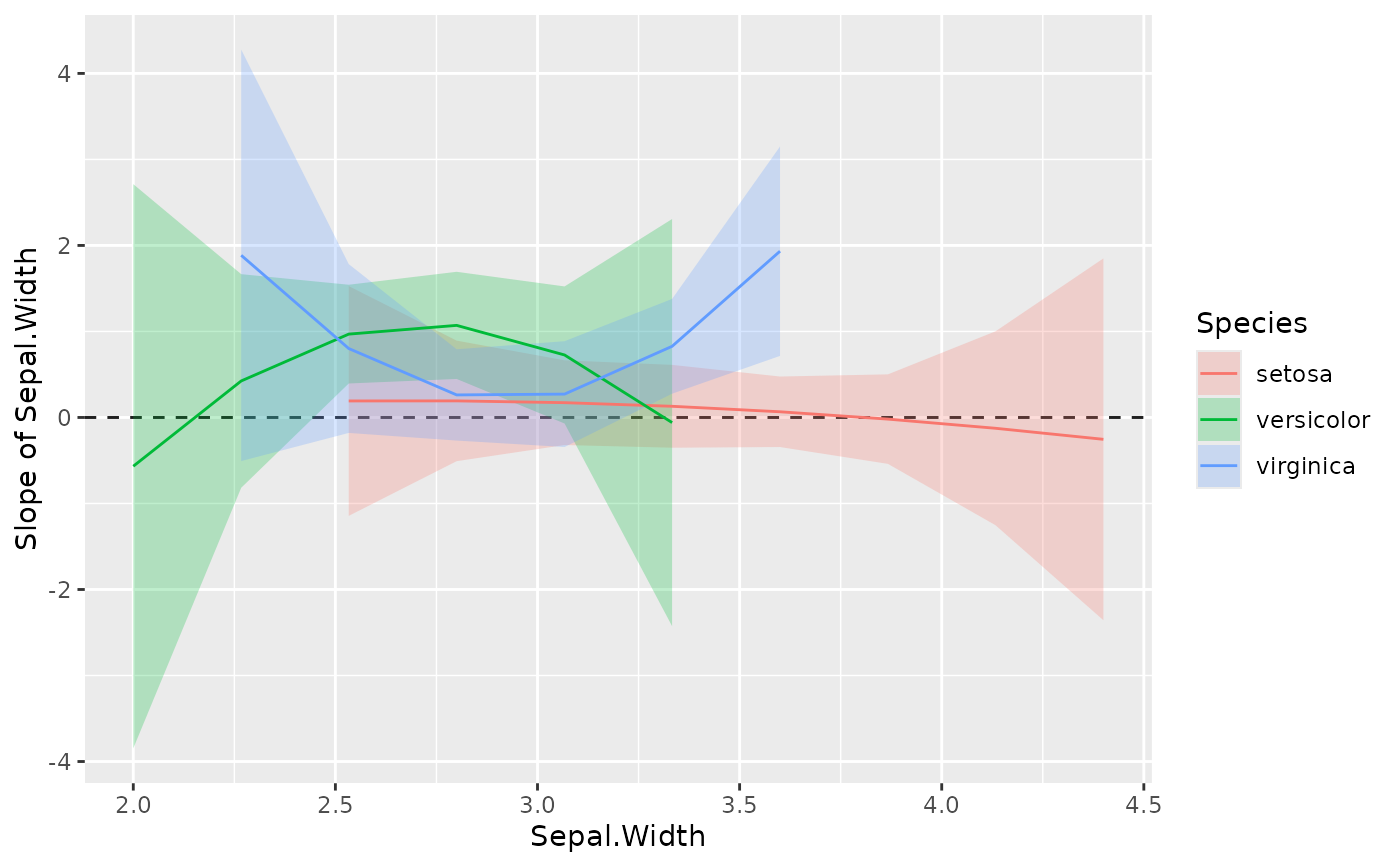 4
2
0
-2
-4
Slope of Sepal.Width
2.0 2.5 3.0 3.5 4.0 4.5
Sepal.Width
Species
setosa
versicolor
virginica